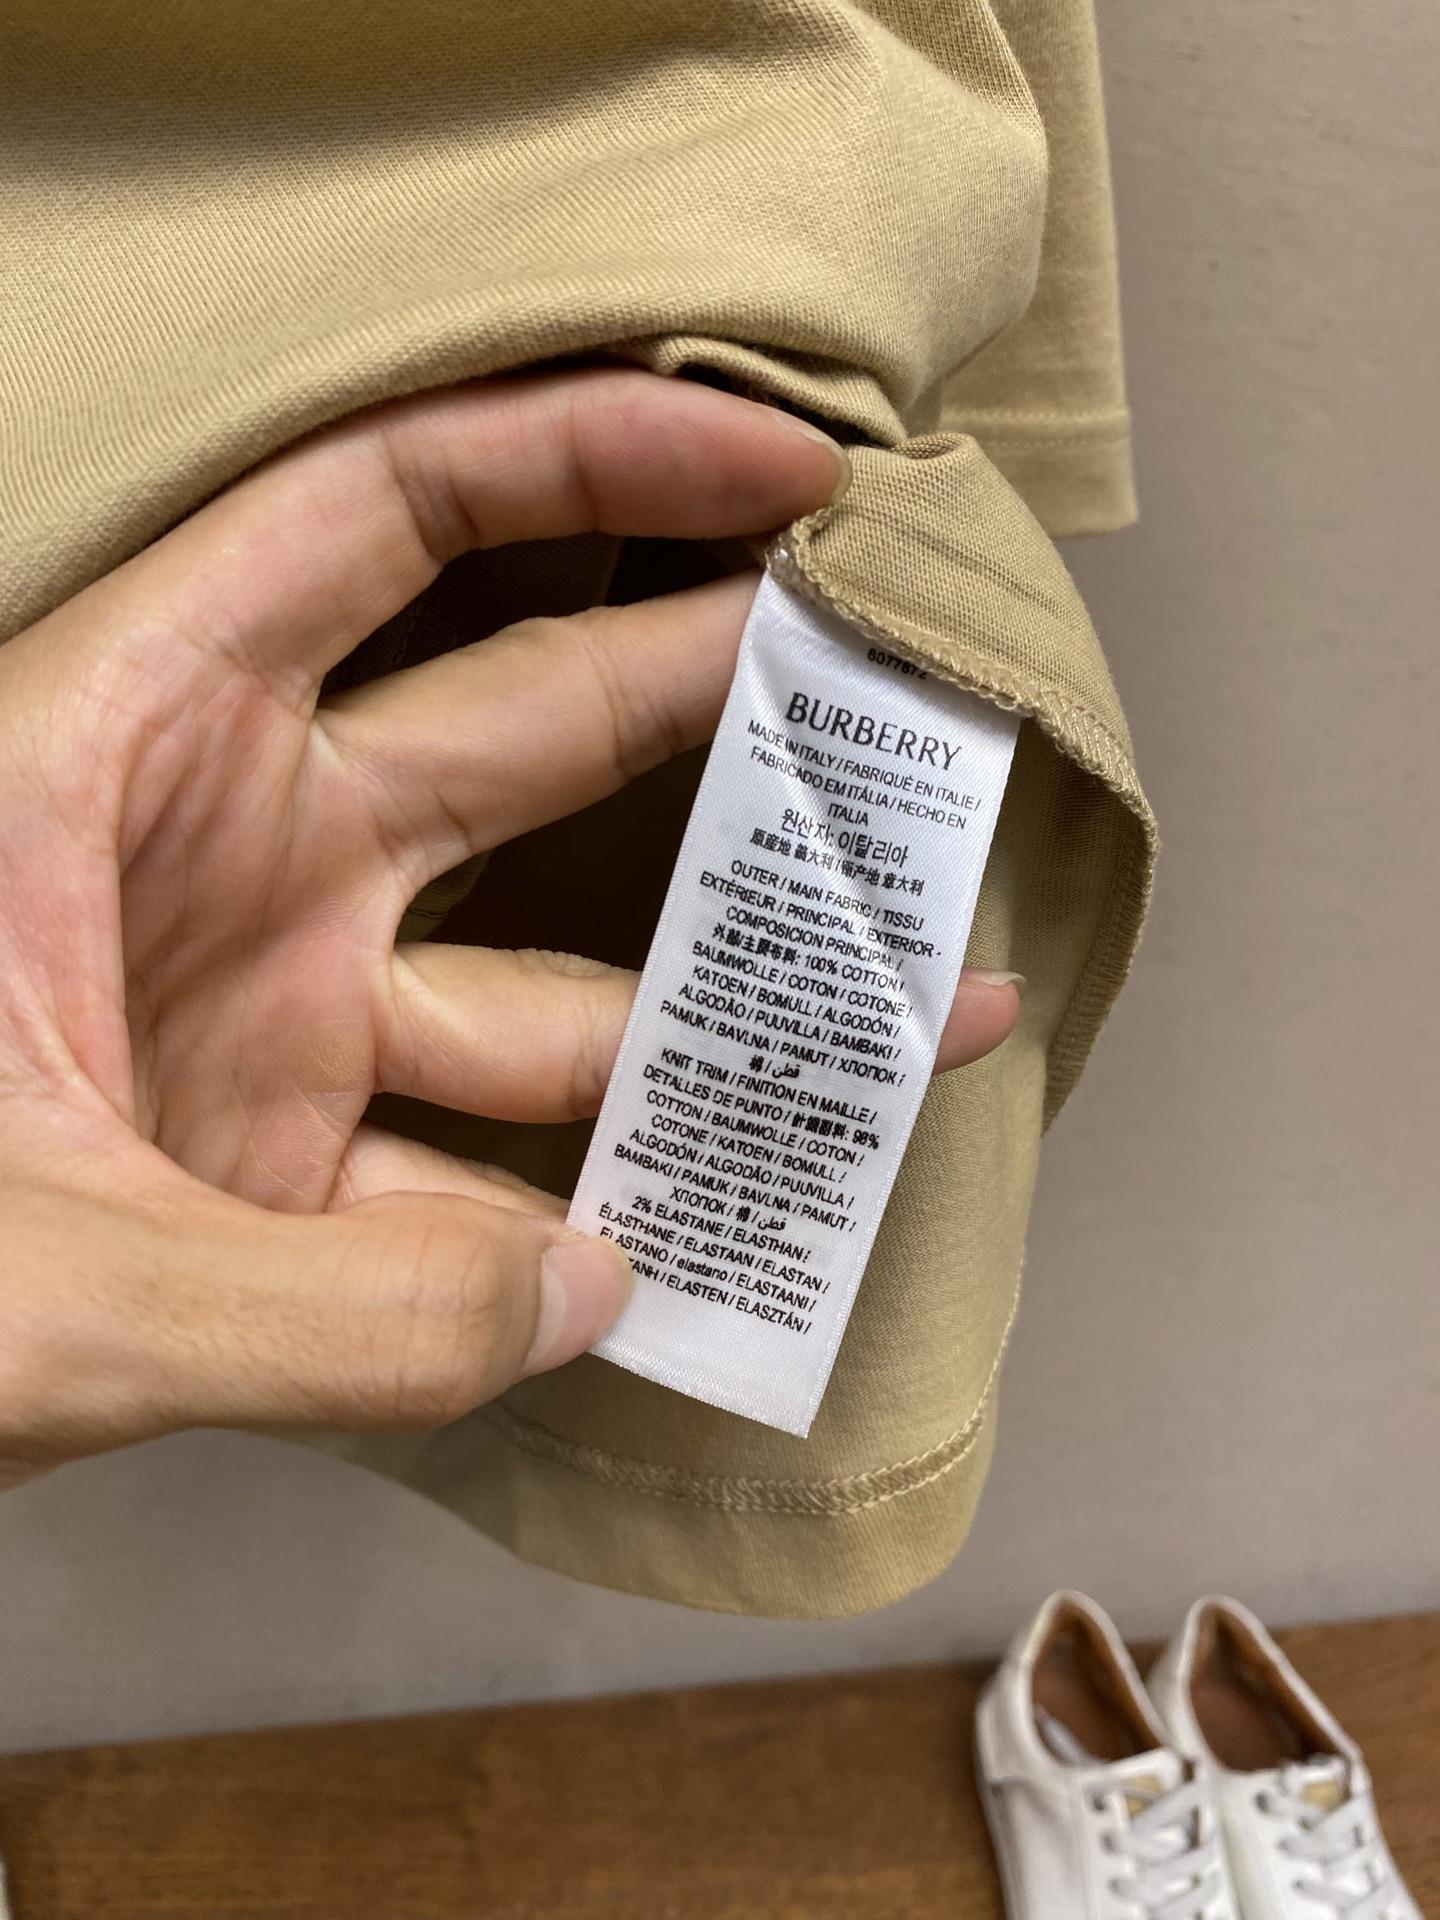 BURBERRY
MADE IN ITALY / FABRIQUÉ EN ITALIE /
FABRICADO EM ITÁLIA / HECHO EN
ITALIA
원산지: 이탈리아
原産地 義大利 / 原产地 意大利
OUTER / MAIN FABRIC / TISSU
EXTÉRIEUR / PRINCIPAL / EXTERIOR -
COMPOSICION PRINCIPAL /
外部/主要布料: 100% COTTON /
BAUMWOLLE / COTON / COTONE /
KATOEN / BOMULL / ALGODÓN /
ALGODÃO / PUUVILLA / BAMBAKI /
PAMUK / BAVLNA / PAMUT / ХЛОПОК /
棉 / قطن
KNIT TRIM / FINITION EN MAILLE /
DETALLES DE PUNTO / 針織副料: 98%
COTTON / BAUMWOLLE / COTON /
COTONE / KATOEN / BOMULL /
ALGODÓN / ALGODÃO / PUUVILLA /
BAMBAKI / PAMUK / BAVLNA / PAMUT /
ХЛОПОК / 棉 / قطن
2% ELASTANE / ELASTHAN /
ÉLASTHANE / ELASTAAN / ELASTAN /
ELASTANO / elastano / ELASTAANI /
ELASTEN / ELASZTÁN /